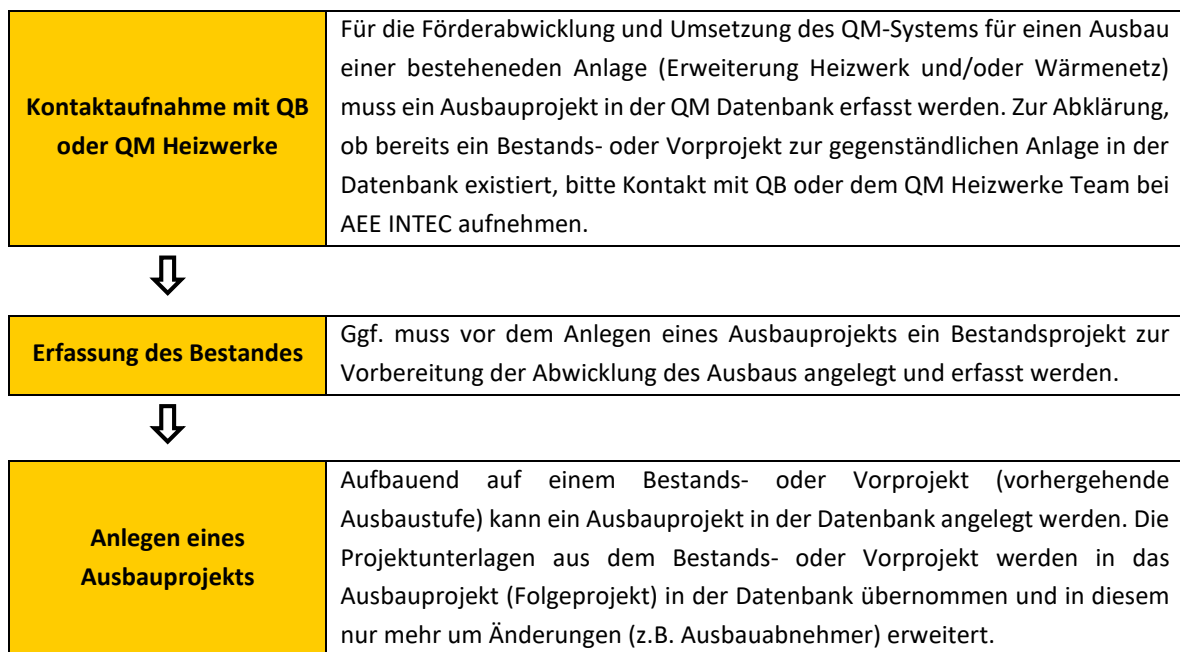 Kontaktaufnahme mit QB
oder QM Heizwerke
Für die Förderabwicklung und Umsetzung des QM-Systems für einen Ausbau
einer besteheneden Anlage (Erweiterung Heizwerk und/oder Wärmenetz)
muss ein Ausbauprojekt in der QM Datenbank erfasst werden. Zur Abklärung,
ob bereits ein Bestands- oder Vorprojekt zur gegenständlichen Anlage in der
Datenbank existiert, bitte Kontakt mit QB oder dem QM Heizwerke Team bei
AEE INTEC aufnehmen.
Erfassung des Bestandes
Ggf. muss vor dem Anlegen eines Ausbauprojekts ein Bestandsprojekt zur
Vorbereitung der Abwicklung des Ausbaus angelegt und erfasst werden.
Anlegen eines
Ausbauprojekts
Aufbauend auf einem Bestands- oder Vorprojekt (vorhergehende
Ausbaustufe) kann ein Ausbauprojekt in der Datenbank angelegt werden. Die
Projektunterlagen aus dem Bestands- oder Vorprojekt werden in das
Ausbauprojekt (Folgeprojekt) in der Datenbank übernommen und in diesem
nur mehr um Änderungen (z.B. Ausbauabnehmer) erweitert.